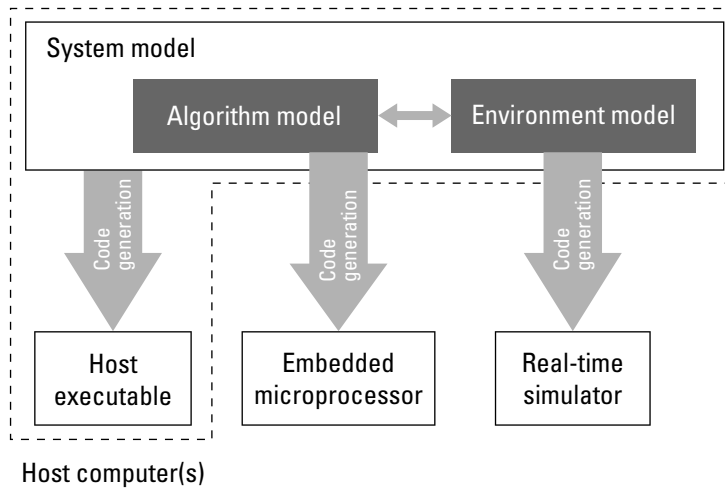 System model
Algorithm model
Environment model
Code
generation
Code
generation
Code
generation
Host
executable
Embedded
microprocessor
Real-time
simulator
Host computer(s)